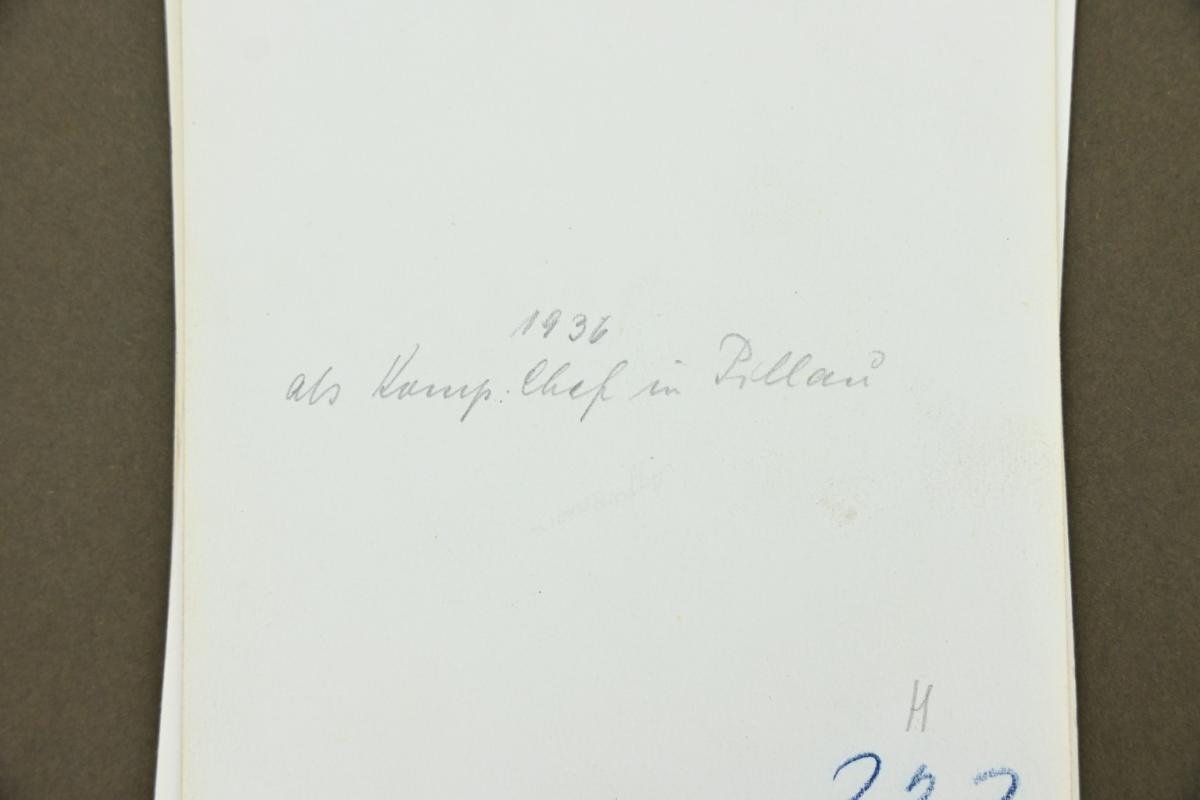 1936
als Komp. Chef in Pillau
H